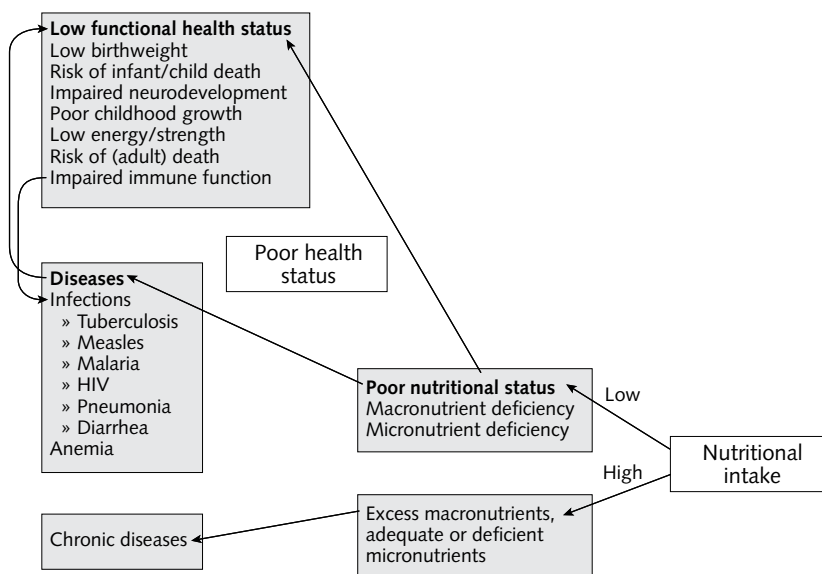 Low functional health status
Low birthweight
Risk of infant/child death
Impaired neurodevelopment
Poor childhood growth
Low energy/strength
Risk of (adult) death
Impaired immune function
Poor health
status
Diseases
Infections
» Tuberculosis
» Measles
» Malaria
» HIV
» Pneumonia
» Diarrhea
Anemia
Poor nutritional status
Macronutrient deficiency
Micronutrient deficiency
Low
High
Nutritional
intake
Excess macronutrients,
adequate or deficient
micronutrients
Chronic diseases